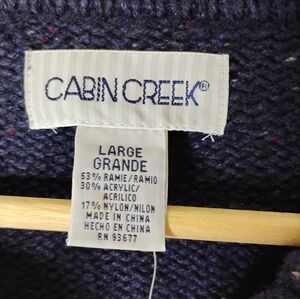 CABIN CREEK®
LARGE
GRANDE
53% RAMIE/RAMIO
30% ACRYLIC/
ACRILICO
17% NYLON/NILON
MADE IN CHINA
HECHO EN CHINA
RN 93677